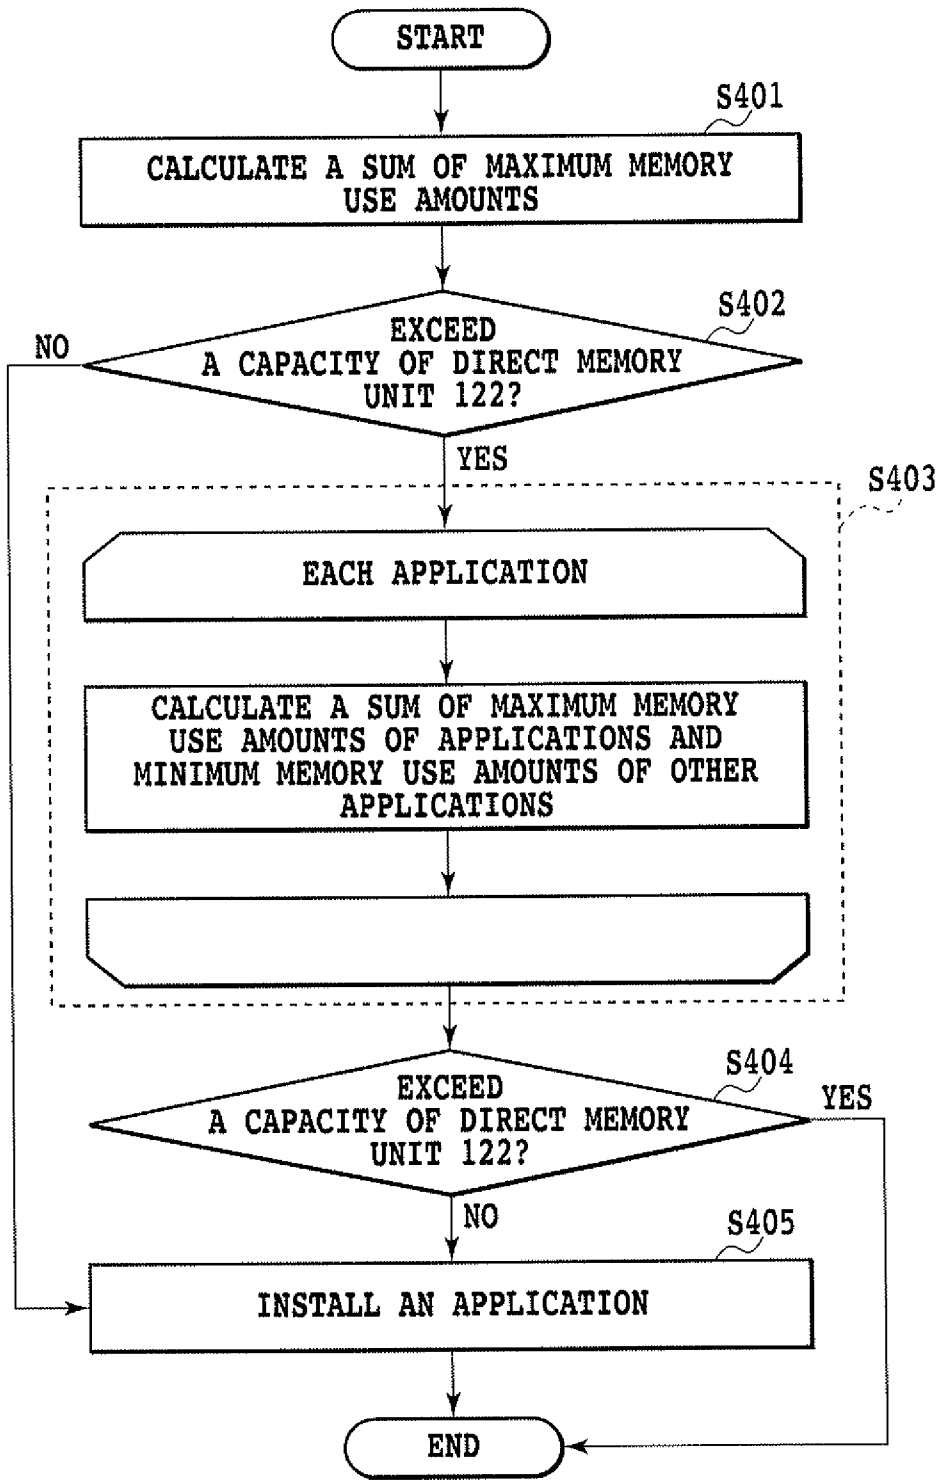 START
S401
CALCULATE A SUM OF MAXIMUM MEMORY
USE AMOUNTS
S402
EXCEED
A CAPACITY OF DIRECT MEMORY
UNIT 122?
NO
YES
S403
EACH APPLICATION
CALCULATE A SUM OF MAXIMUM MEMORY
USE AMOUNTS OF APPLICATIONS AND
MINIMUM MEMORY USE AMOUNTS OF OTHER
APPLICATIONS
S404
EXCEED
A CAPACITY OF DIRECT MEMORY
UNIT 122?
YES
NO
S405
INSTALL AN APPLICATION
END